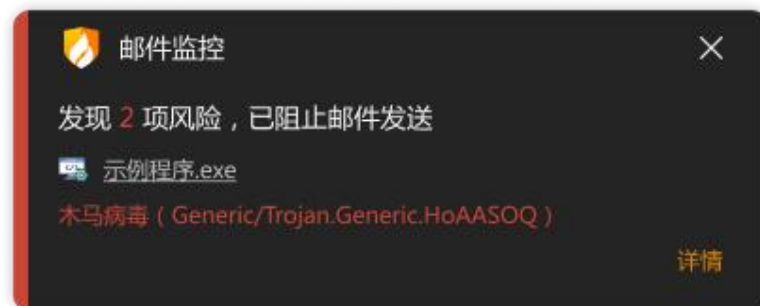 邮件监控
发现 2 项风险，已阻止邮件发送
示例程序.exe
木马病毒（Generic/Trojan.Generic.HoAASOQ）
详情